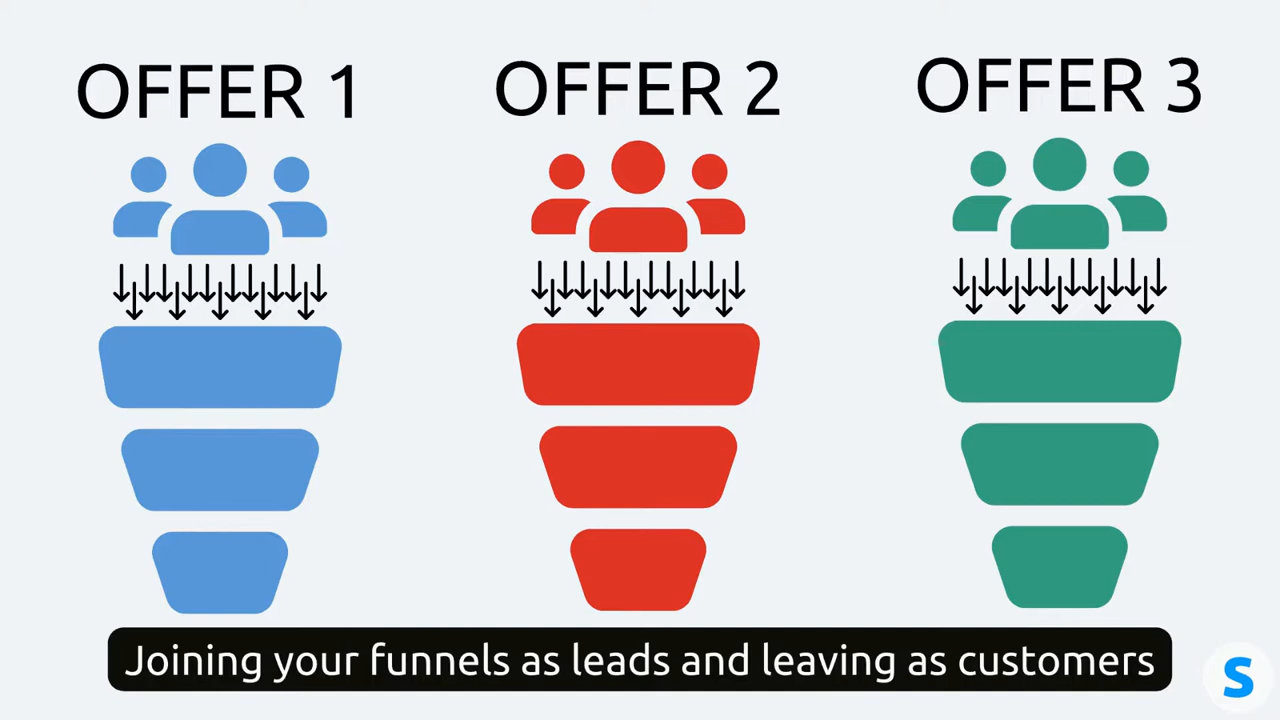 OFFER 1
OFFER 2
OFFER 3
Joining your funnels as leads and leaving as customers
S